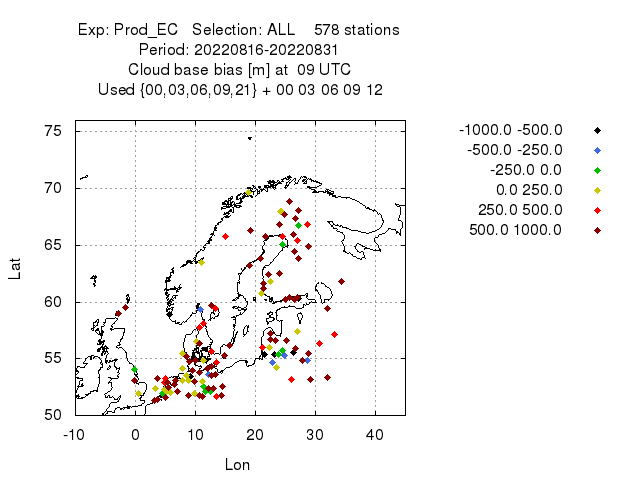 Exp: Prod_EC   Selection: ALL    578 stations
Period: 20220816-20220831
Cloud base bias [m] at  09 UTC
Used {00,03,06,09,21} + 00 03 06 09 12
-1000.0 -500.0
-500.0 -250.0
-250.0 0.0
0.0 250.0
250.0 500.0
500.0 1000.0
75
70
65
60
55
50
Lat
-10 0 10 20 30 40
Lon